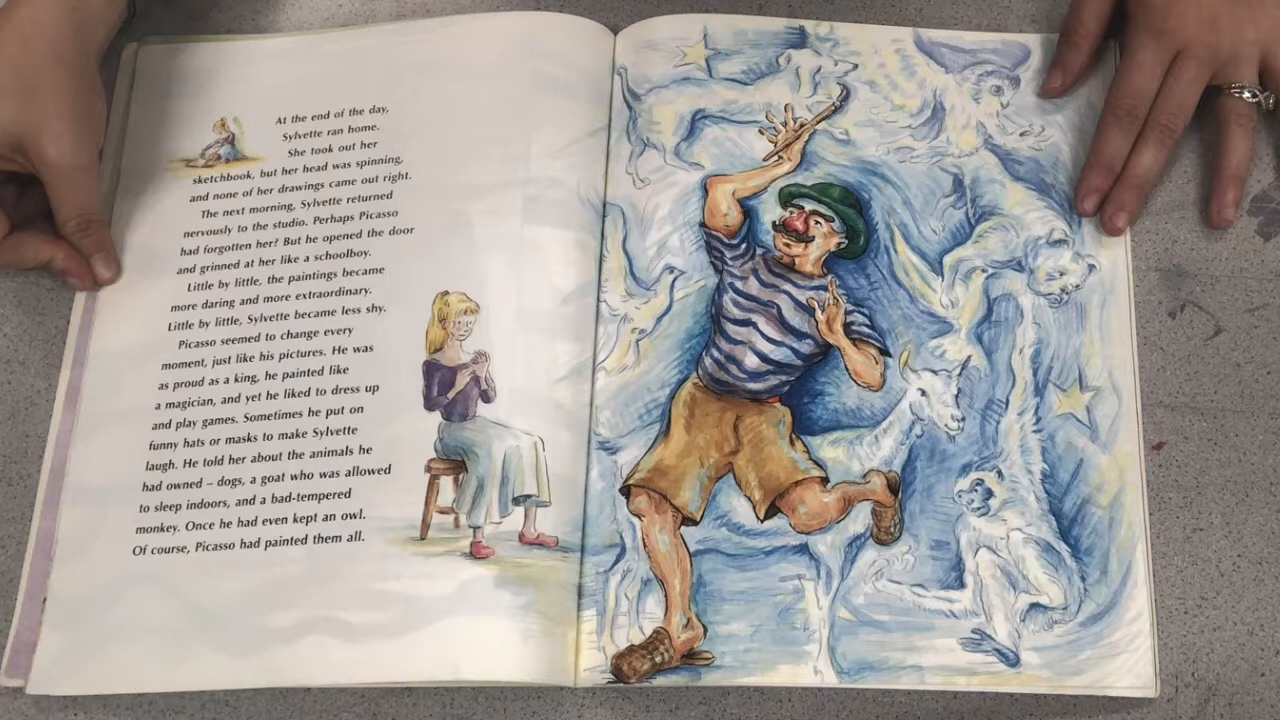 At the end of the day,
Sylvette ran home.
She took out her
sketchbook, but her head was spinning,
and none of her drawings came out right.
The next morning, Sylvette returned
nervously to the studio. Perhaps Picasso
had forgotten her? But he opened the door
and grinned at her like a schoolboy.
Little by little, the paintings became
more daring and more extraordinary.
Little by little, Sylvette became less shy.
Picasso seemed to change every
moment, just like his pictures. He was
as proud as a king, he painted like
a magician, and yet he liked to dress up
and play games. Sometimes he put on
funny hats or masks to make Sylvette
laugh. He told her about the animals he
had owned – dogs, a goat who was allowed
to sleep indoors, and a bad-tempered
monkey. Once he had even kept an owl.
Of course, Picasso had painted them all.